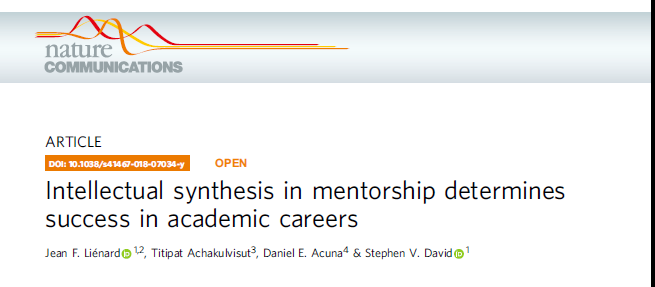 nature
COMMUNICATIONS
ARTICLE
DOI: 10.1038/s41467-018-07034-y
OPEN
Intellectual synthesis in mentorship determines
success in academic careers
Jean F. Liénard 1,2, Titipat Achakulvisut3, Daniel E. Acuna4 & Stephen V. David 1